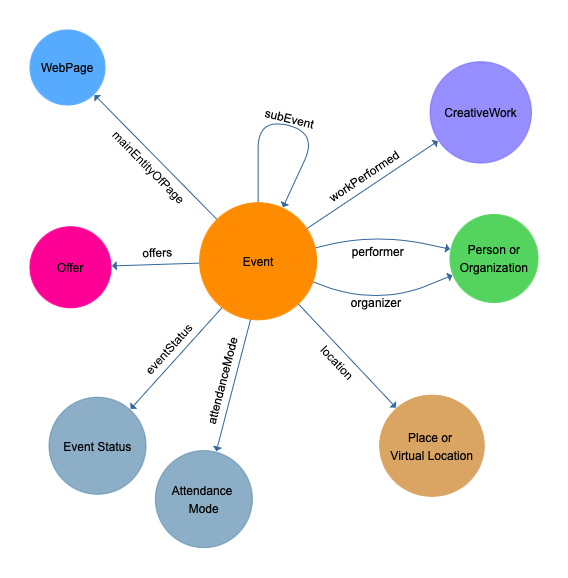 WebPage
subEvent
CreativeWork
mainEntityOfPage
workPerformed
offers
Offer
Event
performer
Person or
Organization
organizer
eventStatus
attendanceMode
location
Event Status
Place or
Virtual Location
Attendance
Mode